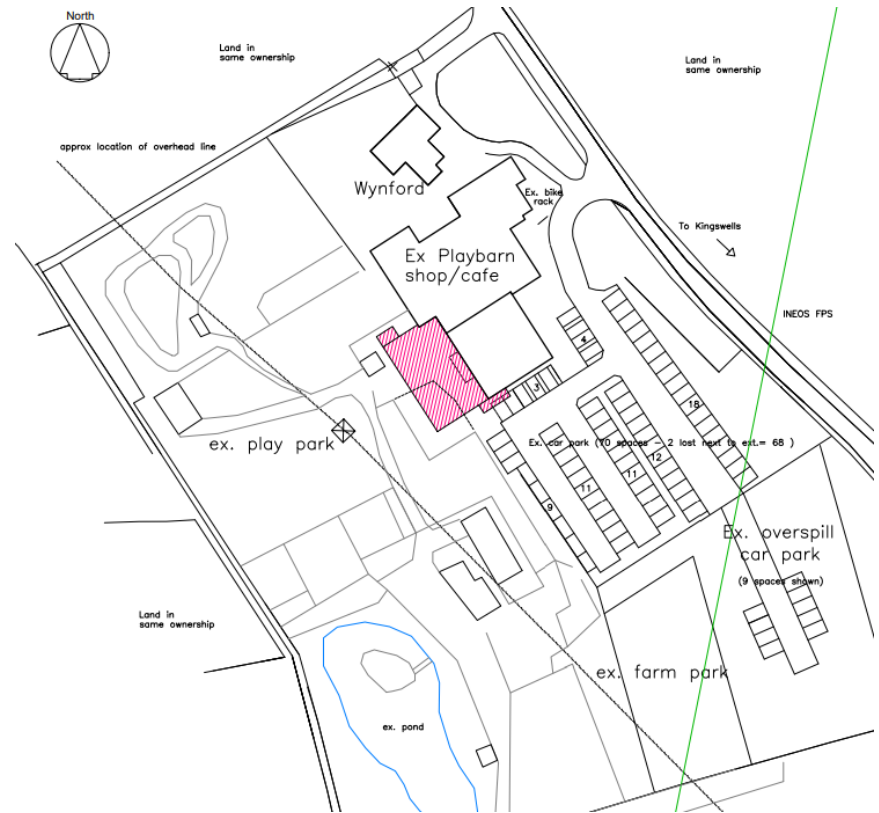 North
Land in
same ownership
Land in
same ownership
approx location of overhead line
Wynford
Ex. bike
rack
To Kingswells
Ex Playbarn
shop/cafe
INEOS FPS
4
3
18
ex. play park
Ex. car park (70 spaces - 2 lost next to ext.= 68 )
12
11
11
9
Ex. overspill
car park
(9 spaces shown)
Land in
same ownership
ex. farm park
ex. pond